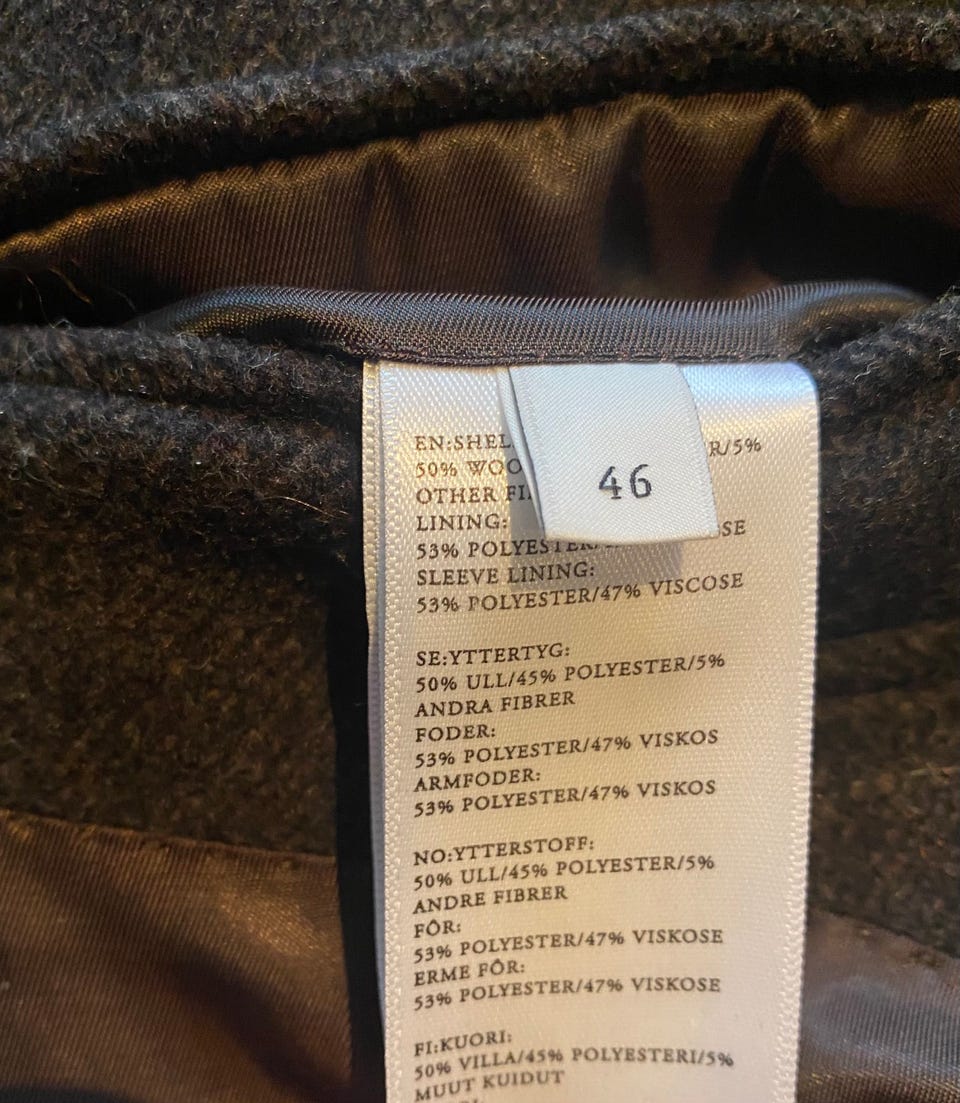 46
EN:SHEL R/5%
50% WOO
OTHER FI
LINING:
53% POLYESTER SE
SLEEVE LINING:
53% POLYESTER/47% VISCOSE
SE:YTTERTYG:
50% ULL/45% POLYESTER/5%
ANDRA FIBRER
FODER:
53% POLYESTER/47% VISKOS
ARMFODER:
53% POLYESTER/47% VISKOS
NO:YTTERSTOFF:
50% ULL/45% POLYESTER/5%
ANDRE FIBRER
FÔR:
53% POLYESTER/47% VISKOSE
ERME FÔR:
53% POLYESTER/47% VISKOSE
FI:KUORI:
50% VILLA/45% POLYESTERI/5%
MUUT KUIDUT